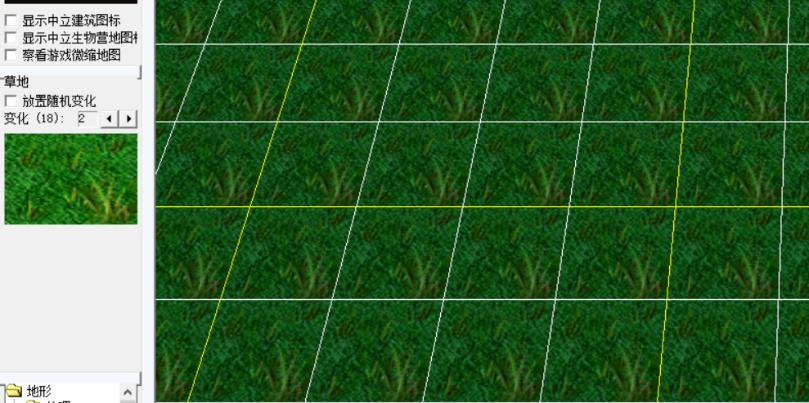 显示中立建筑图标
显示中立生物营地图
察看游戏微缩地图
草地
放置随机变化
变化 (18): 2
地形